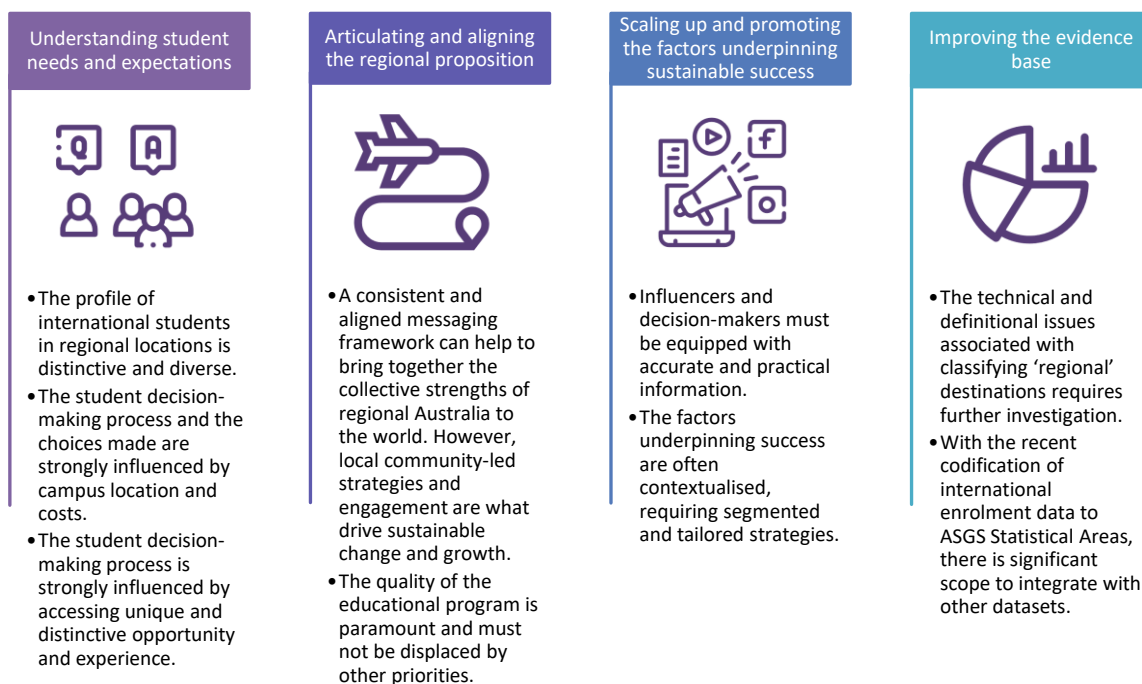 Understanding student
needs and expectations
Q A
•The profile of
international students
in regional locations is
distinctive and diverse.
•The student decision-
making process and the
choices made are
strongly influenced by
campus location and
costs.
•The student decision-
making process is
strongly influenced by
accessing unique and
distinctive opportunity
and experience.
Articulating and aligning
the regional proposition
•A consistent and
aligned messaging
framework can help to
bring together the
collective strengths of
regional Australia to
the world. However,
local community-led
strategies and
engagement are what
drive sustainable
change and growth.
•The quality of the
educational program is
paramount and must
not be displaced by
other priorities.
Scaling up and promoting
the factors underpinning
sustainable success
f
•Influencers and
decision-makers must
be equipped with
accurate and practical
information.
•The factors
underpinning success
are often
contextualised,
requiring segmented
and tailored strategies.
Improving the evidence
base
•The technical and
definitional issues
associated with
classifying ‘regional’
destinations requires
further investigation.
•With the recent
codification of
international
enrolment data to
ASGS Statistical Areas,
there is significant
scope to integrate with
other datasets.